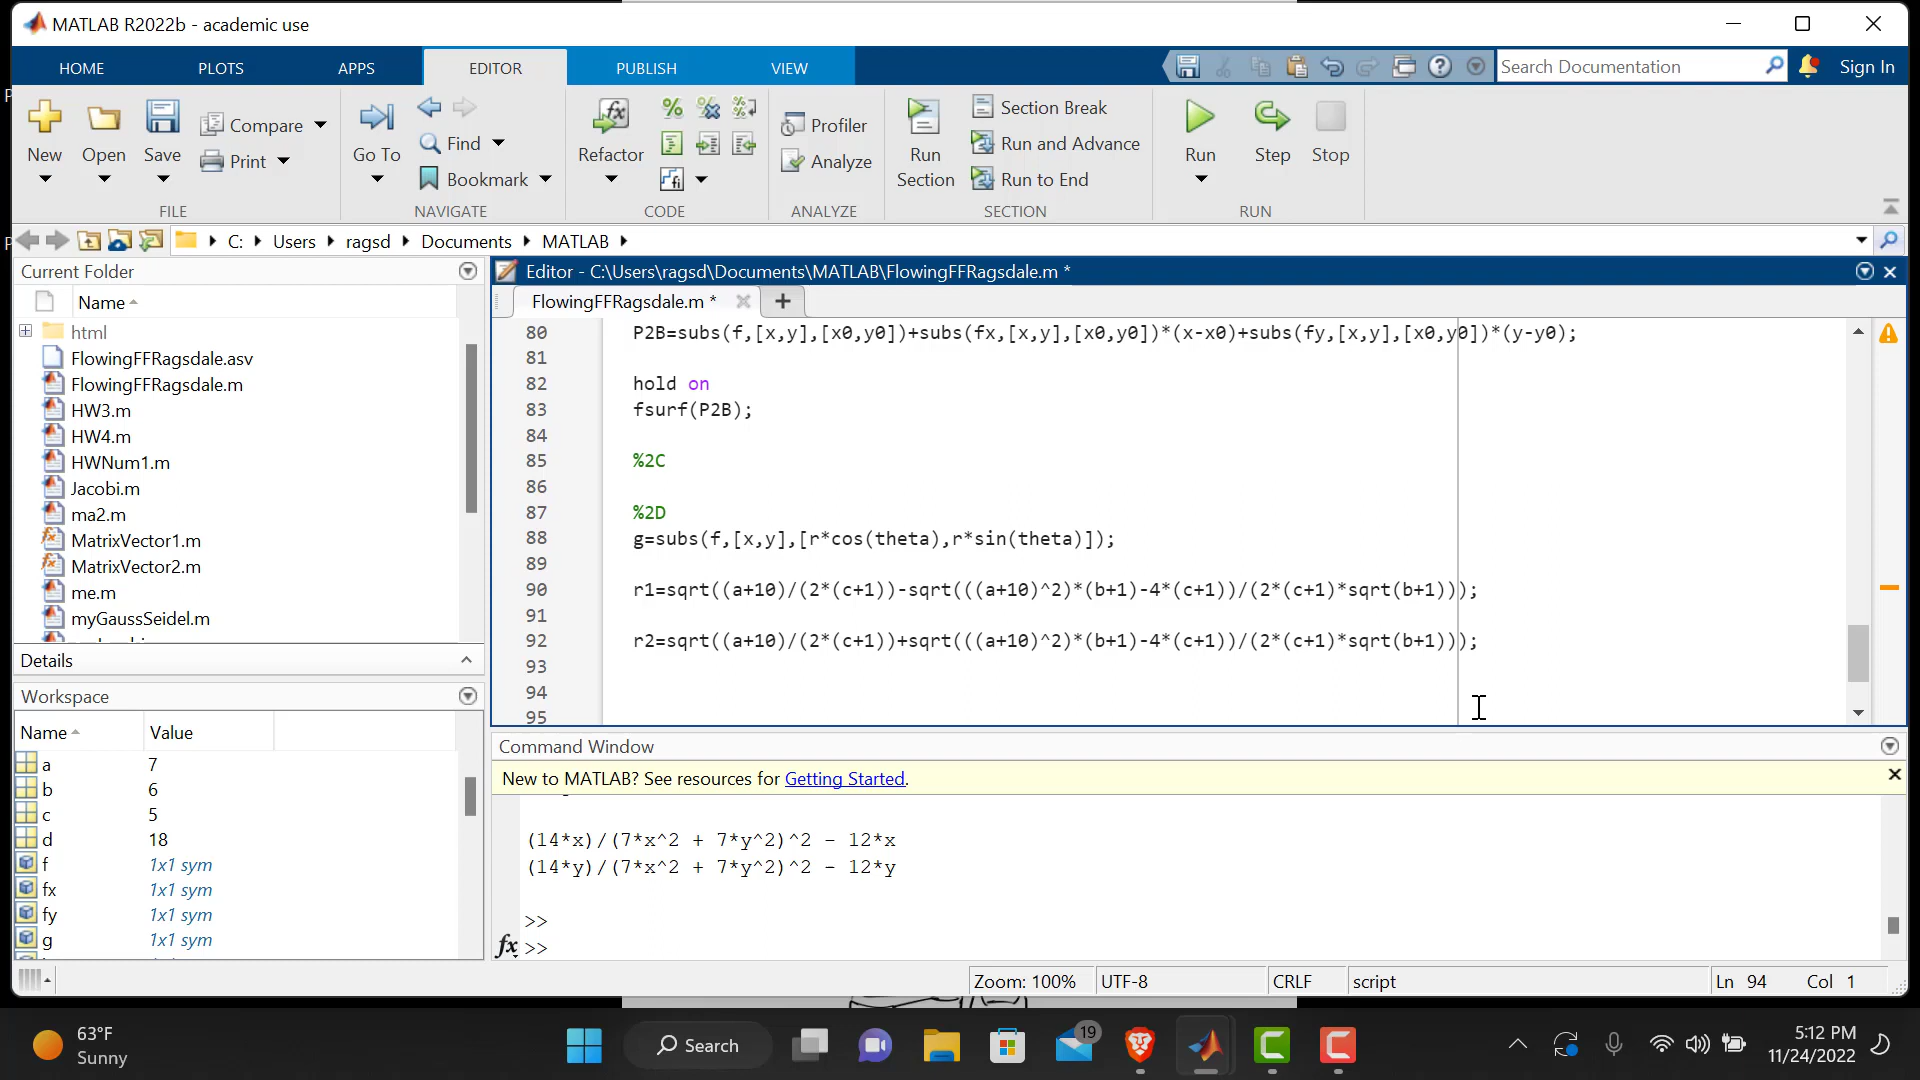 MATLAB R2022b - academic use
HOME PLOTS APPS EDITOR PUBLISH VIEW Search Documentation Sign In
New Open Save Compare Print
Go To Find Bookmark
Refactor
Profiler Analyze
Run Section Section Break Run and Advance Run to End
Run Step Stop
FILE NAVIGATE CODE ANALYZE SECTION RUN
C: Users ragsd Documents MATLAB
Current Folder
Name
html
FlowingFFRagsdale.asv
FlowingFFRagsdale.m
HW3.m
HW4.m
HWNum1.m
Jacobi.m
ma2.m
MatrixVector1.m
MatrixVector2.m
me.m
myGaussSeidel.m
Details
Workspace
Name Value
a 7
b 6
c 5
d 18
f 1x1 sym
fx 1x1 sym
fy 1x1 sym
g 1x1 sym
Editor - C:\Users\ragsd\Documents\MATLAB\FlowingFFRagsdale.m *
FlowingFFRagsdale.m *
80 P2B=subs(f,[x,y],[x0,y0])+subs(fx,[x,y],[x0,y0])*(x-x0)+subs(fy,[x,y],[x0,y0])*(y-y0);
81
82 hold on
83 fsurf(P2B);
84
85 %2C
86
87 %2D
88 g=subs(f,[x,y],[r*cos(theta),r*sin(theta)]);
89
90 r1=sqrt((a+10)/(2*(c+1))-sqrt(((a+10)^2)*(b+1)-4*(c+1))/(2*(c+1)*sqrt(b+1)));
91
92 r2=sqrt((a+10)/(2*(c+1))+sqrt(((a+10)^2)*(b+1)-4*(c+1))/(2*(c+1)*sqrt(b+1)));
93
94
95
Command Window
New to MATLAB? See resources for Getting Started.
(14*x)/(7*x^2 + 7*y^2)^2 - 12*x
(14*y)/(7*x^2 + 7*y^2)^2 - 12*y
>>
fx >>
Zoom: 100% UTF-8 CRLF script Ln 94 Col 1
63°F
Sunny
Search
19
5:12 PM
11/24/2022